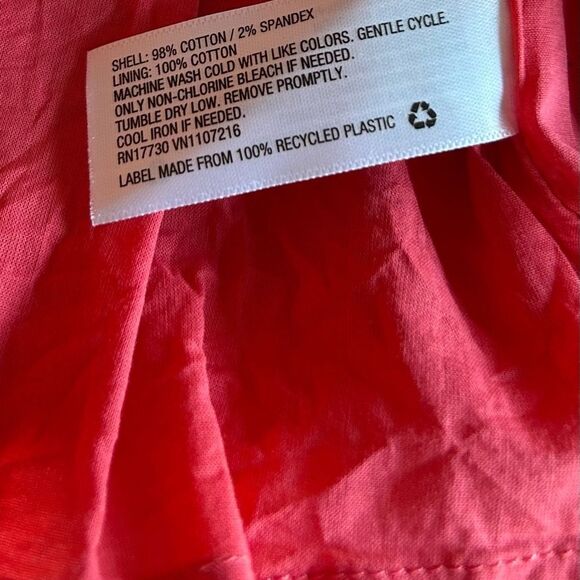 SHELL: 98% COTTON / 2% SPANDEX
LINING: 100% COTTON
MACHINE WASH COLD WITH LIKE COLORS. GENTLE CYCLE.
ONLY NON-CHLORINE BLEACH IF NEEDED.
TUMBLE DRY LOW. REMOVE PROMPTLY.
COOL IRON IF NEEDED.
RN17730 VN1107216
LABEL MADE FROM 100% RECYCLED PLASTIC